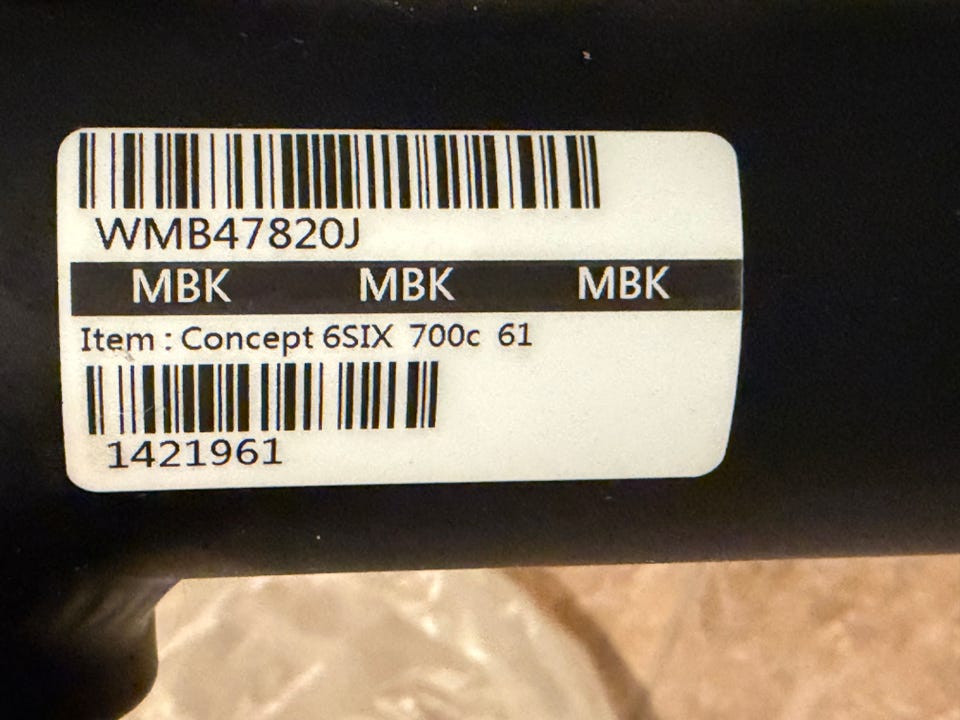 WMB47820J
MBK MBK MBK
Item : Concept 6SIX 700c 61
1421961